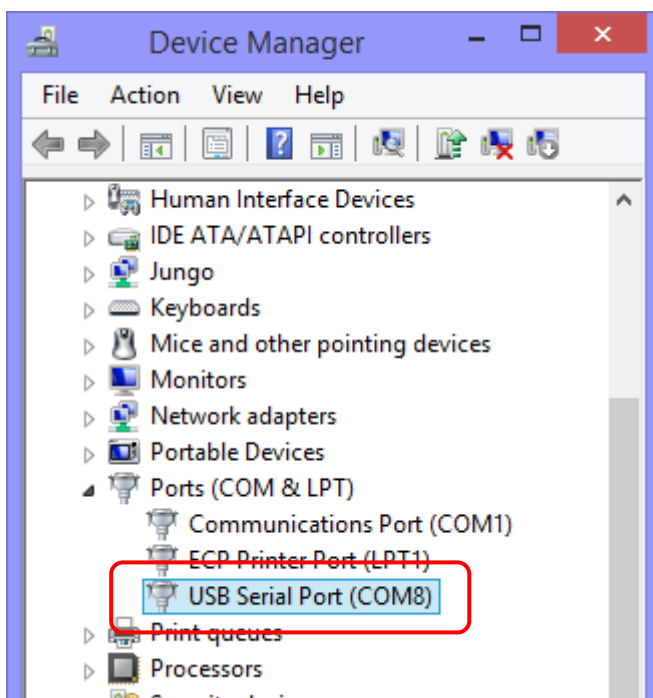 Device Manager
File Action View Help
Human Interface Devices
IDE ATA/ATAPI controllers
Jungo
Keyboards
Mice and other pointing devices
Monitors
Network adapters
Portable Devices
Ports (COM & LPT)
Communications Port (COM1)
ECP Printer Port (LPT1)
USB Serial Port (COM8)
Print queues
Processors